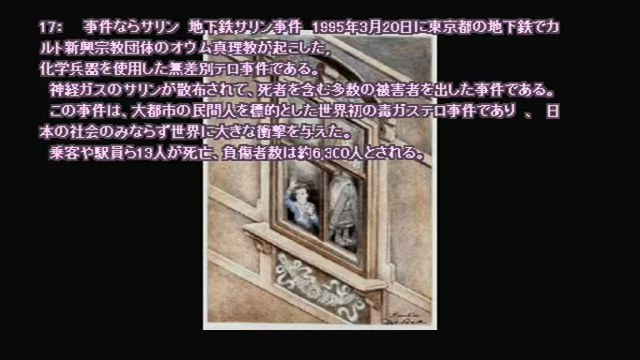 17： 事件ならサリン 地下鉄サリン事件 1995年3月20日に東京都の地下鉄でカ
ルト新興宗教団体のオウム真理教が起こした,
化学兵器を使用した無差別テロ事件である。
神経ガスのサリンが散布されて、死者を含む多数の被害者を出した事件である。
この事件は、大都市の民間人を標的とした世界初の毒ガステロ事件であり 、 日
本の社会のみならず世界に大きな衝撃を与えた。
乗客や駅員ら13人が死亡、負傷者数は約6,300人とされる。